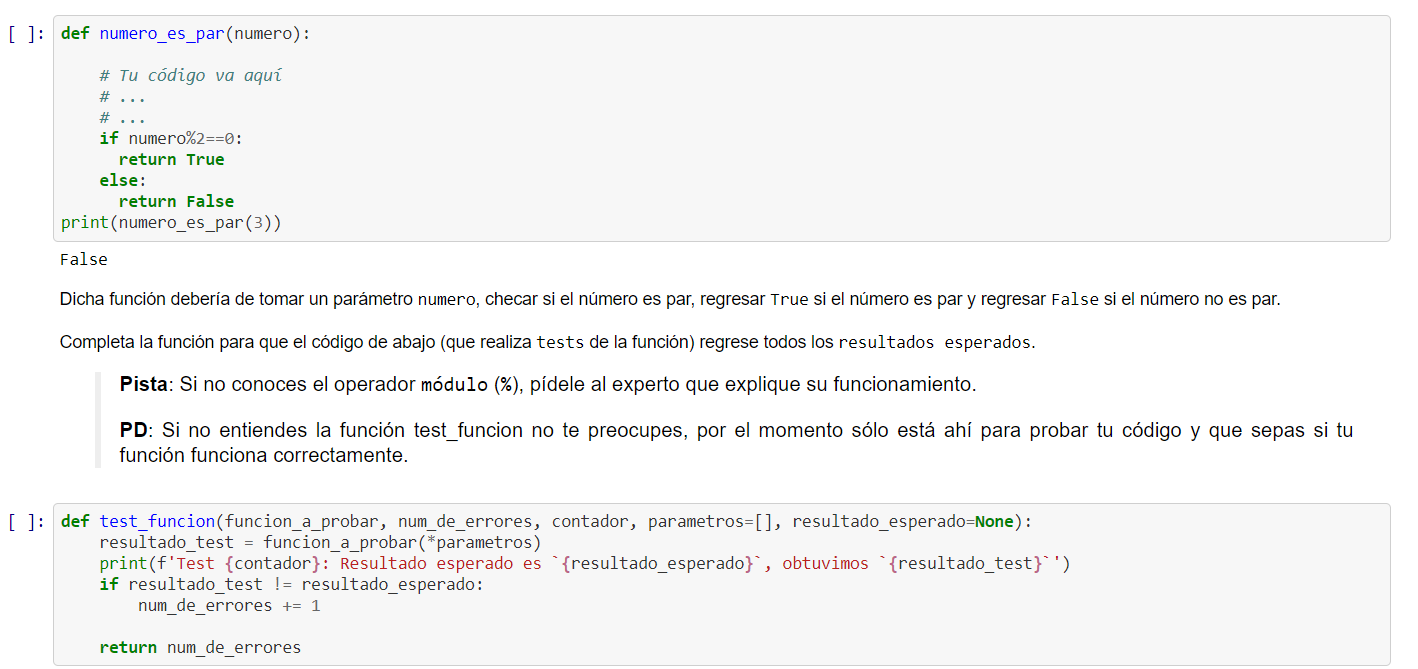 [ ]: def numero_es_par(numero):
# Tu código va aquí
# ...
# ...
if numero%2==0:
return True
else:
return False
print(numero_es_par(3))
False
Dicha función debería de tomar un parámetro numero, checar si el número es par, regresar True si el número es par y regresar False si el número no es par.
Completa la función para que el código de abajo (que realiza tests de la función) regrese todos los resultados esperados.
Pista: Si no conoces el operador módulo (%), pídele al experto que explique su funcionamiento.
PD: Si no entiendes la función test_funcion no te preocupes, por el momento sólo está ahí para probar tu código y que sepas si tu
función funciona correctamente.
[ ]: def test_funcion(funcion_a_probar, num_de_errores, contador, parametros=[], resultado_esperado=None):
resultado_test = funcion_a_probar(*parametros)
print(f'Test {contador}: Resultado esperado es `{resultado_esperado}`, obtuvimos `{resultado_test}`')
if resultado_test != resultado_esperado:
num_de_errores += 1
return num_de_errores